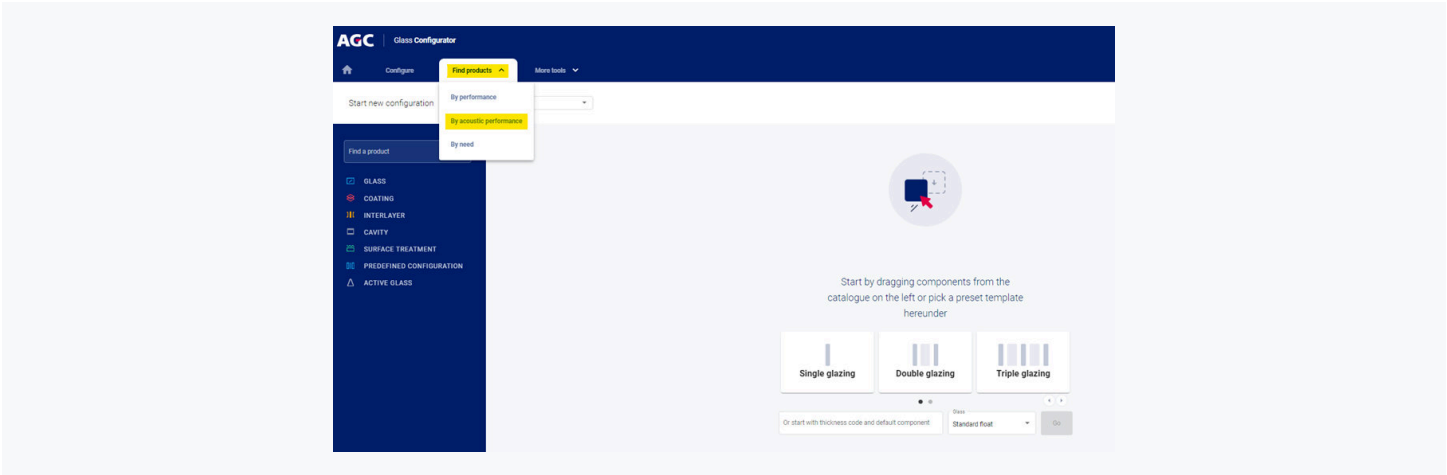 AGC Glass Configurator
Configure Find products More tools
Start new configuration
By performance
By acoustic performance
By need
Find a product
GLASS
COATING
INTERLAYER
CAVITY
SURFACE TREATMENT
PREDEFINED CONFIGURATION
ACTIVE GLASS
Start by dragging components from the
catalogue on the left or pick a preset template
hereunder
Single glazing Double glazing Triple glazing
Or start with thickness code and default component
Glass
Standard float
Go